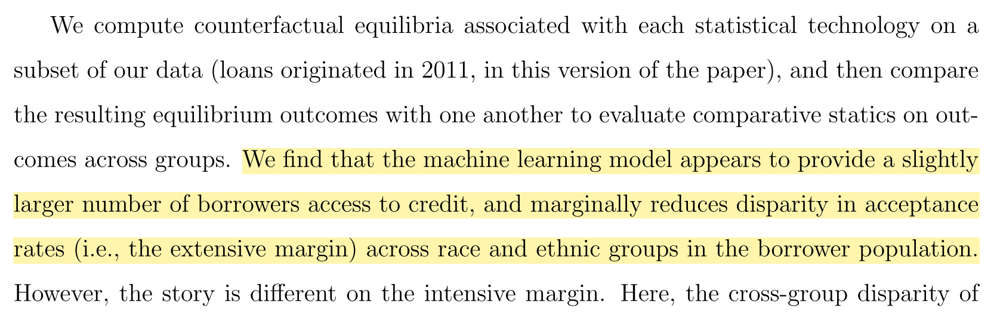 We compute counterfactual equilibria associated with each statistical technology on a
subset of our data (loans originated in 2011, in this version of the paper), and then compare
the resulting equilibrium outcomes with one another to evaluate comparative statics on out-
comes across groups. We find that the machine learning model appears to provide a slightly
larger number of borrowers access to credit, and marginally reduces disparity in acceptance
rates (i.e., the extensive margin) across race and ethnic groups in the borrower population.
However, the story is different on the intensive margin. Here, the cross-group disparity of